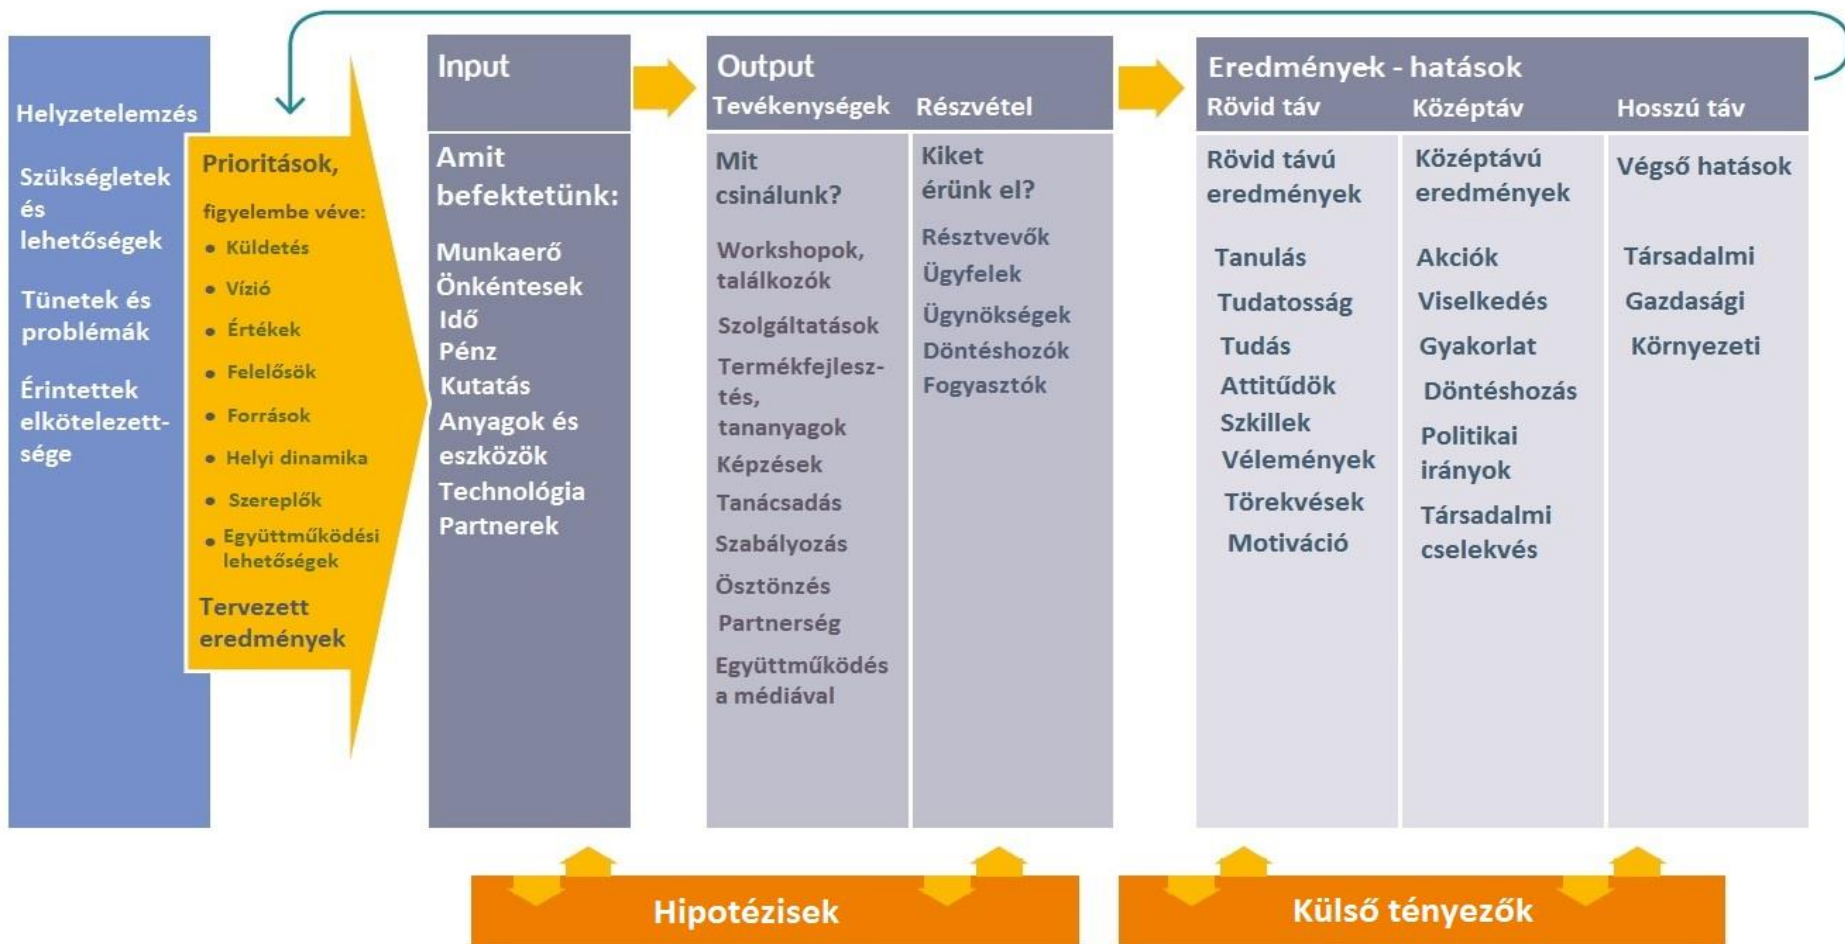 Helyzetelemzés
Szükségletek
és
lehetőségek
Tünetek és
problémák
Érintettek
elkötelezett-
sége
Prioritások,
figyelembe véve:
• Küldetés
• Vízió
• Értékek
• Felelősök
• Források
• Helyi dinamika
• Szereplők
• Együttműködési
lehetőségek
Tervezett
eredmények
Input
Amit
befektetünk:
Munkaerő
Önkéntesek
Idő
Pénz
Kutatás
Anyagok és
eszközök
Technológia
Partnerek
Output
Tevékenységek
Mit
csinálunk?
Workshopok,
találkozók
Szolgáltatások
Termékfejlesz-
tés,
tananyagok
Képzések
Tanácsadás
Szabályozás
Ösztönzés
Partnerség
Együttműködés
a médiával
Részvétel
Kiket
érünk el?
Résztvevők
Ügyfelek
Ügynökségek
Döntéshozók
Fogyasztók
Eredmények - hatások
Rövid táv
Rövid távú
eredmények
Tanulás
Tudatosság
Tudás
Attitűdök
Szkillek
Vélemények
Törekvések
Motiváció
Középtáv
Középtávú
eredmények
Akciók
Viselkedés
Gyakorlat
Döntéshozás
Politikai
irányok
Társadalmi
cselekvés
Hosszú táv
Végső hatások
Társadalmi
Gazdasági
Környezeti
Hipotézisek
Külső tényezők